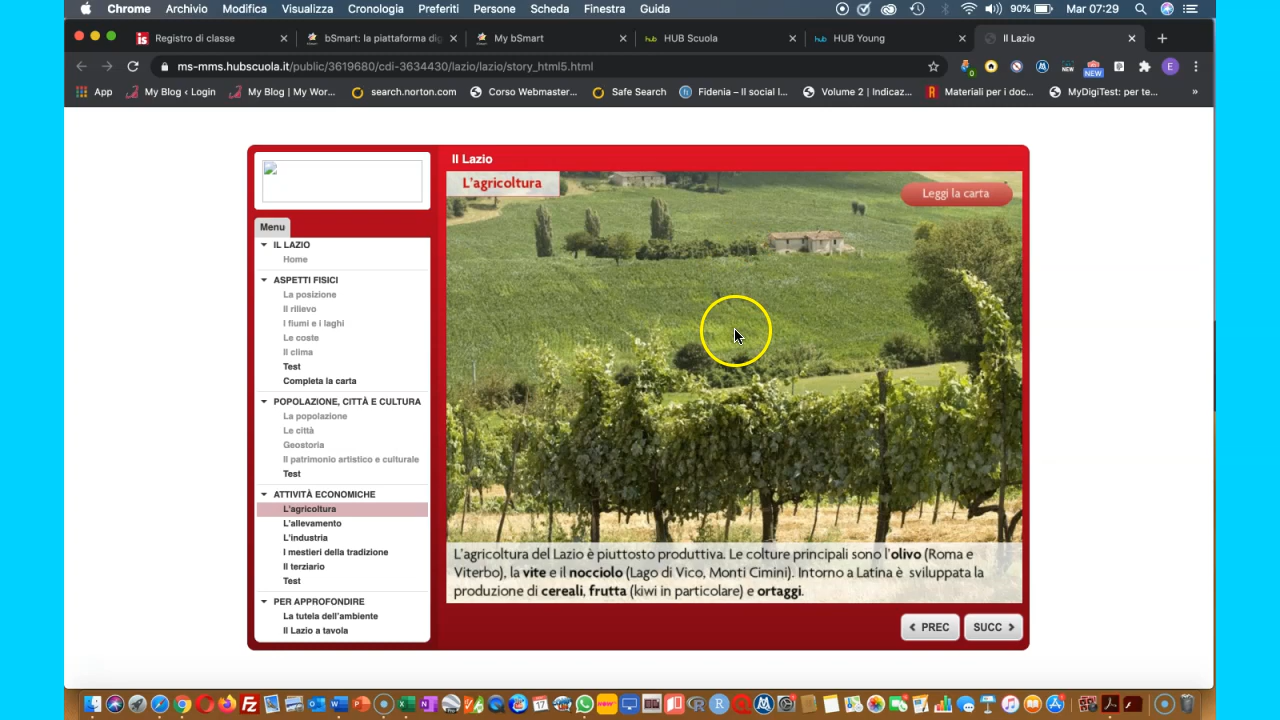 Chrome Archivio Modifica Visualizza Cronologia Preferiti Persone Scheda Finestra Guida 90% Mar 07:29
Registro di classe bSmart: la piattaforma di My bSmart HUB Scuola HUB Young Il Lazio
ms-mms.hubscuola.it/public/3619680/cdi-3634430/lazio/lazio/story_html5.html
App My Blog ‹ Login My Blog | My Wor... search.norton.com Corso Webmaster... Safe Search Fidenia – Il social l... Volume 2 | Indicaz... Materiali per i doc... MyDigiTest: per te... »
Il Lazio
L'agricoltura
Leggi la carta
Menu
IL LAZIO
Home
ASPETTI FISICI
La posizione
Il rilievo
I fiumi e i laghi
Le coste
Il clima
Test
Completa la carta
POPOLAZIONE, CITTÀ E CULTURA
La popolazione
Le città
Geostoria
Il patrimonio artistico e culturale
Test
ATTIVITÀ ECONOMICHE
L'agricoltura
L'allevamento
L'industria
I mestieri della tradizione
Il terziario
Test
PER APPROFONDIRE
La tutela dell'ambiente
Il Lazio a tavola
L'agricoltura del Lazio è piuttosto produttiva. Le colture principali sono l'olivo (Roma e
Viterbo), la vite e il nocciolo (Lago di Vico, Monti Cimini). Intorno a Latina è sviluppata la
produzione di cereali, frutta (kiwi in particolare) e ortaggi.
PREC SUCC